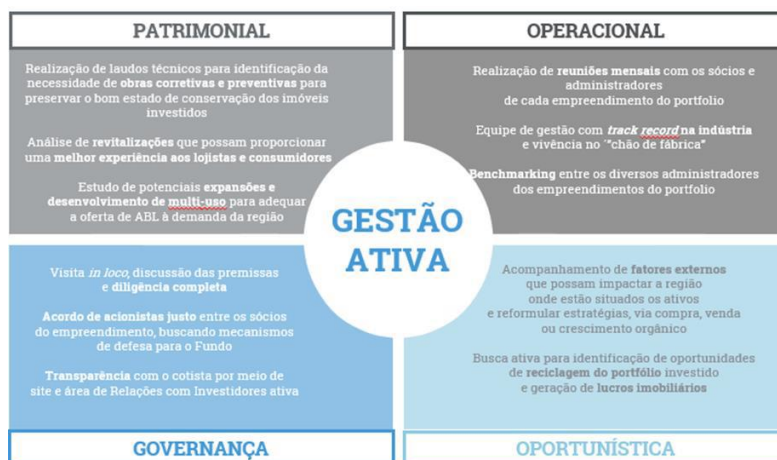 PATRIMONIAL
Realização de laudos técnicos para identificação da
necessidade de obras corretivas e preventivas para
preservar o bom estado de conservação dos imóveis
investidos
Análise de revitalizações que possam proporcionar
uma melhor experiência aos lojistas e consumidores
Estudo de potenciais expansões e
desenvolvimento de multi-uso para adequar
a oferta de ABL à demanda da região
OPERACIONAL
Realização de reuniões mensais com os sócios e
administradores
de cada empreendimento do portfolio
Equipe de gestão com track record na indústria
e vivência no ´"chão de fábrica"
Benchmarking entre os diversos administradores
dos empreendimentos do portfolio
GESTÃO
ATIVA
Visita in loco, discussão das premissas
e diligência completa
Acordo de acionistas justo entre os sócios
do empreendimento, buscando mecanismos
de defesa para o Fundo
Transparência com o cotista por meio de
site e área de Relações com Investidores ativa
GOVERNANÇA
Acompanhamento de fatores externos
que possam impactar a região
onde estão situados os ativos
e reformular estratégias, via compra, venda
ou crescimento orgânico
Busca ativa para identificação de oportunidades
de reciclagem do portfólio investido
e geração de lucros imobiliários
OPORTUNÍSTICA